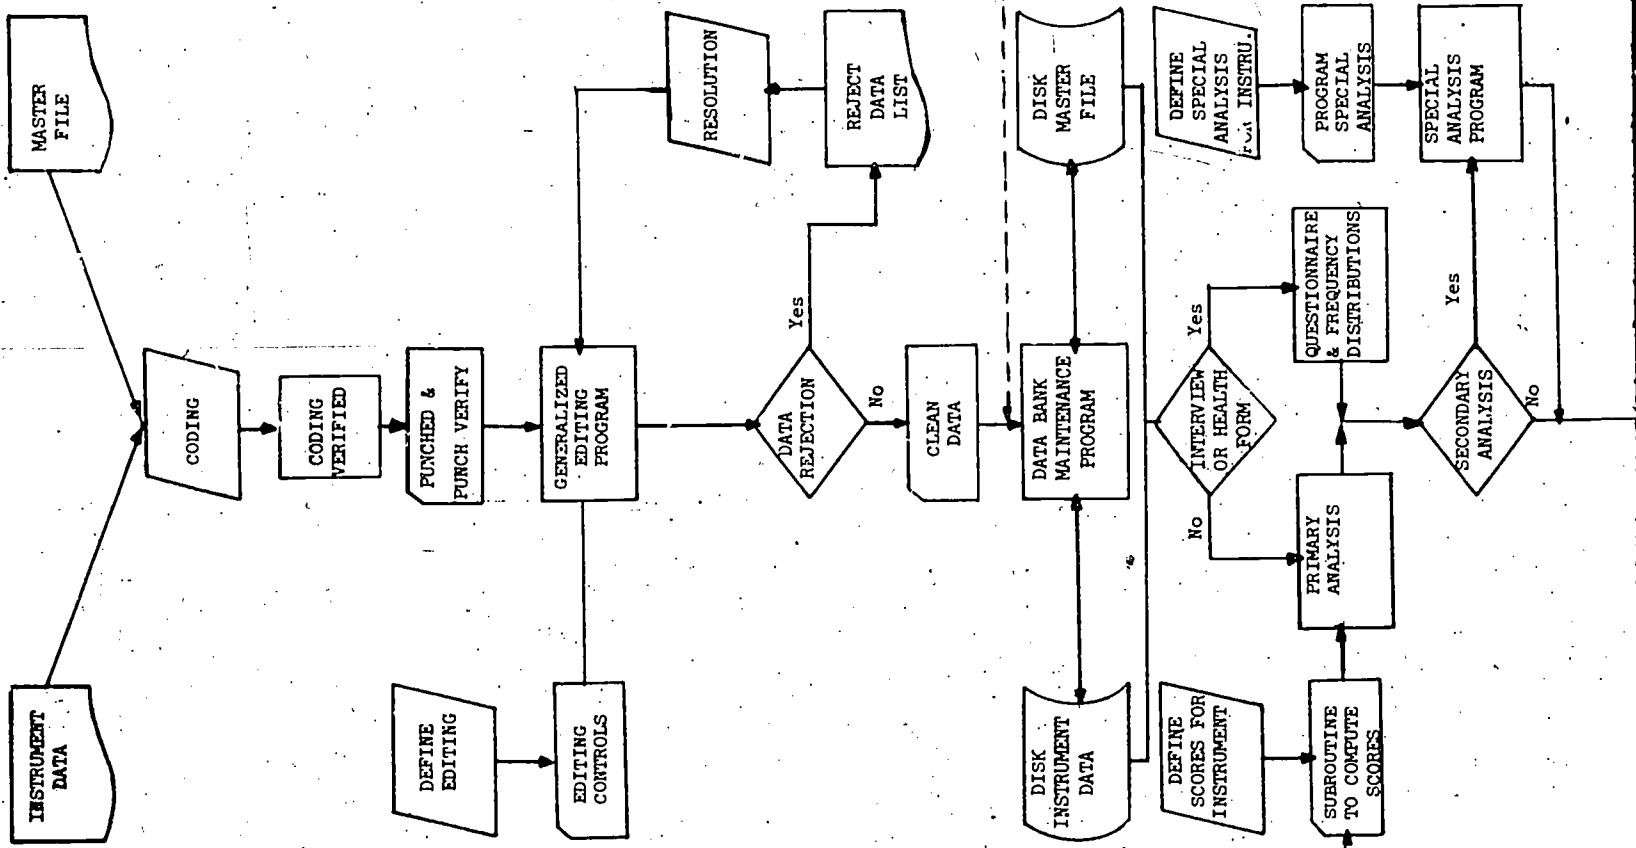 MASTER
FILE
INSTRUMENT
DATA
CODING
CODING
VERIFIED
PUNCHED &
PUNCH VERIFY
DEFINE
EDITING
EDITING
CONTROLS
GENERALIZED
EDITING
PROGRAM
RESOLUTION
REJECT
DATA
LIST
DATA
REJECTION
Yes
No
CLEAN
DATA
DISK
INSTRUMENT
DATA
DATA BANK
MAINTENANCE
PROGRAM
DISK
MASTER
FILE
INTERVIEW
OR HEALTH
FORM
No
Yes
DEFINE
SCORES FOR
INSTRUMENT
SUBROUTINE
TO COMPUTE
SCORES
PRIMARY
ANALYSIS
QUESTIONNAIRE
& FREQUENCY
DISTRIBUTIONS
DEFINE
SPECIAL
ANALYSIS
INSTRU.
PROGRAM
SPECIAL
ANALYSIS
SECONDARY
ANALYSIS
Yes
No
SPECIAL
ANALYSIS
PROGRAM